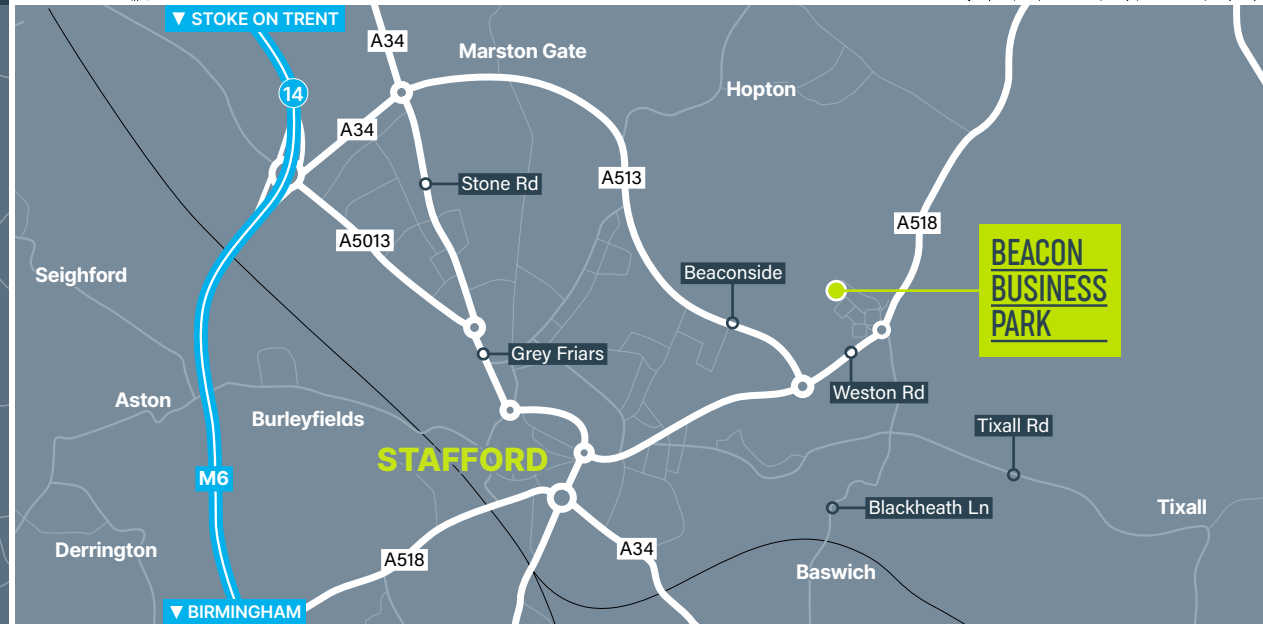 ▼ STOKE ON TRENT
A34
Marston Gate
Hopton
14
A34
Stone Rd
A513
A518
A5013
Seighford
Beaconside
BEACON
BUSINESS
PARK
Grey Friars
Weston Rd
Aston
Burleyfields
Tixall Rd
STAFFORD
M6
Blackheath Ln
Tixall
Derrington
A518
A34
Baswich
▼ BIRMINGHAM